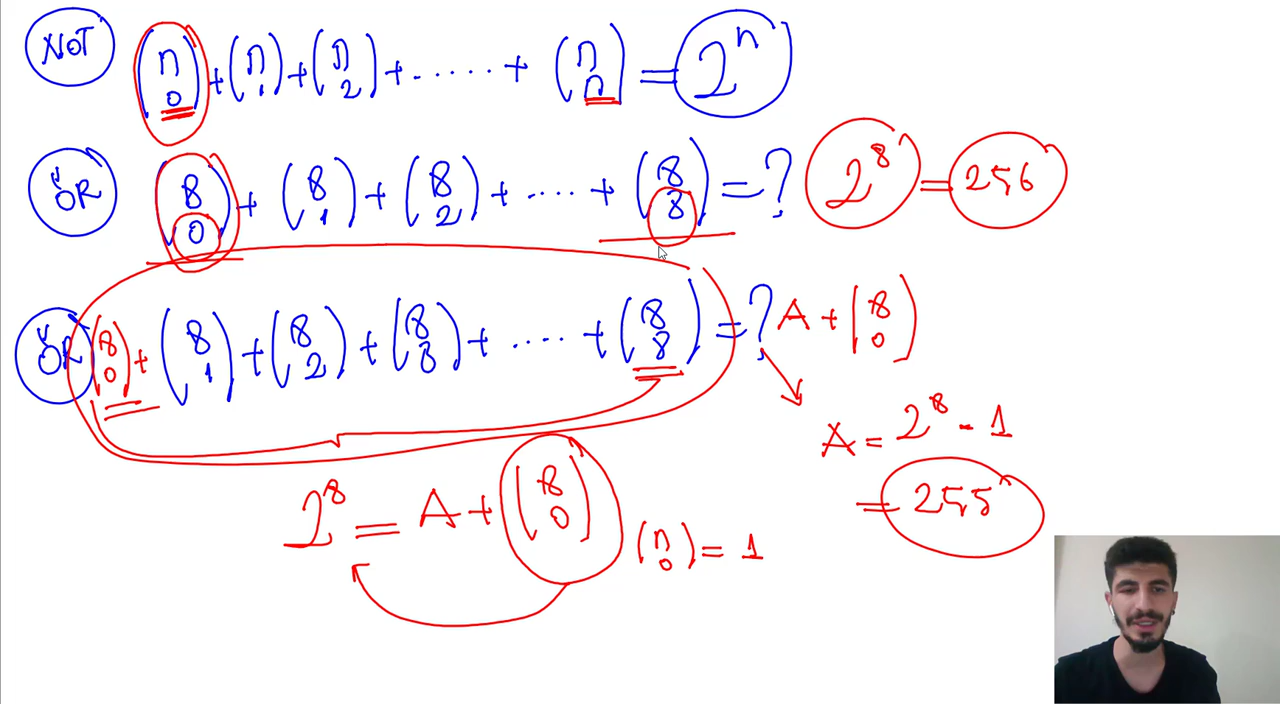 NOT (n 0) + (n 1) + (n 2) + ..... + (n n) = 2^n
ÖR (8 0) + (8 1) + (8 2) + ..... + (8 8) = ? 2^8 = 256
ÖR (8 0) + (8 1) + (8 2) + (8 3) + ..... + (8 8) = ? A + (8 0)
A = 2^8 - 1
= 255
2^8 = A + (8 0)
(n 0) = 1